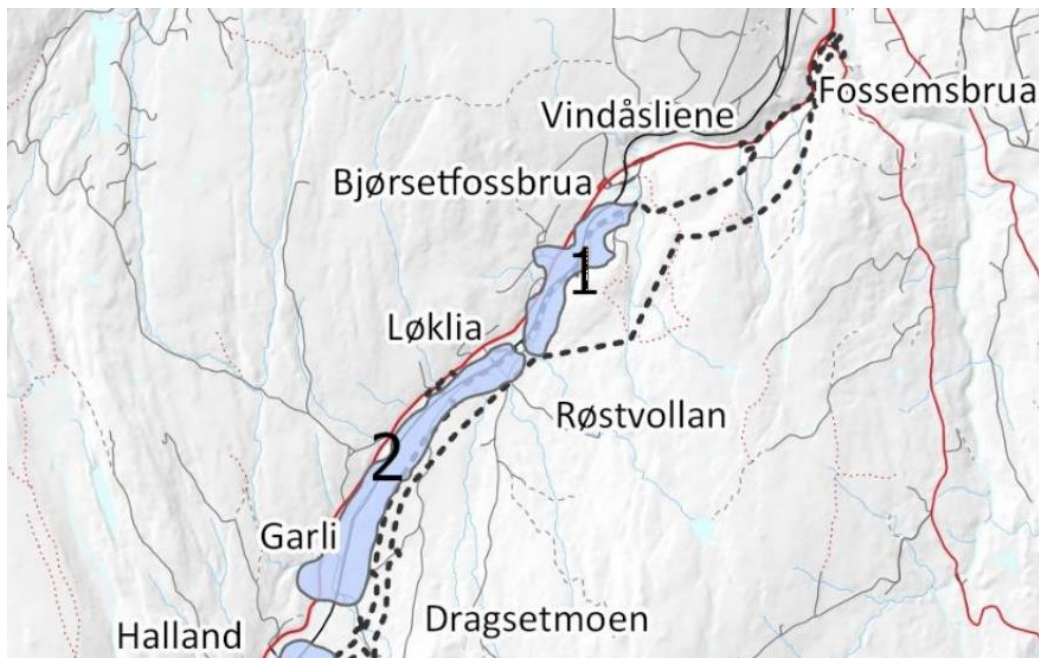 Fossemsbrua
Vindåsliene
Bjørsetfossbrua
1
Løklia
Røstvollan
2
Garli
Dragsetmoen
Halland